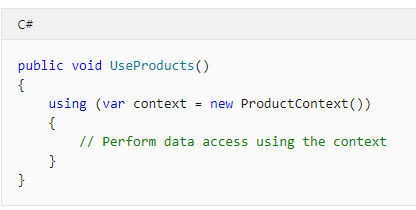 C#
public void UseProducts()
{
    using (var context = new ProductContext())
    {
        // Perform data access using the context
    }
}